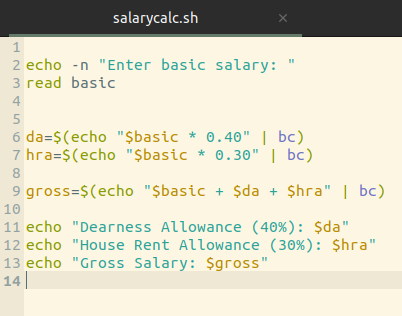 salarycalc.sh ×
1
2 echo -n "Enter basic salary: "
3 read basic
4
5
6 da=$(echo "$basic * 0.40" | bc)
7 hra=$(echo "$basic * 0.30" | bc)
8
9 gross=$(echo "$basic + $da + $hra" | bc)
10
11 echo "Dearness Allowance (40%): $da"
12 echo "House Rent Allowance (30%): $hra"
13 echo "Gross Salary: $gross"
14